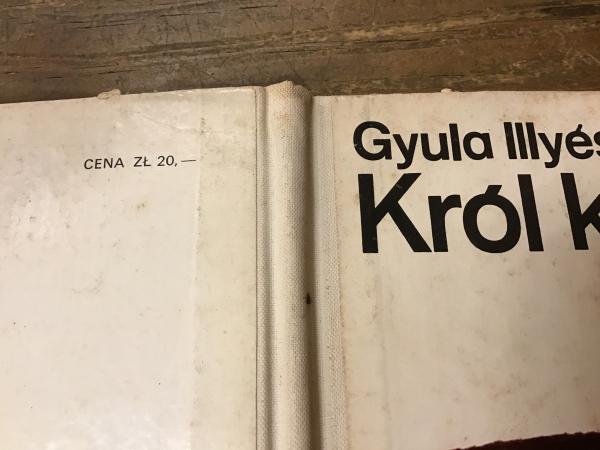 CENA ZŁ 20,—
Gyula Illyés
Król